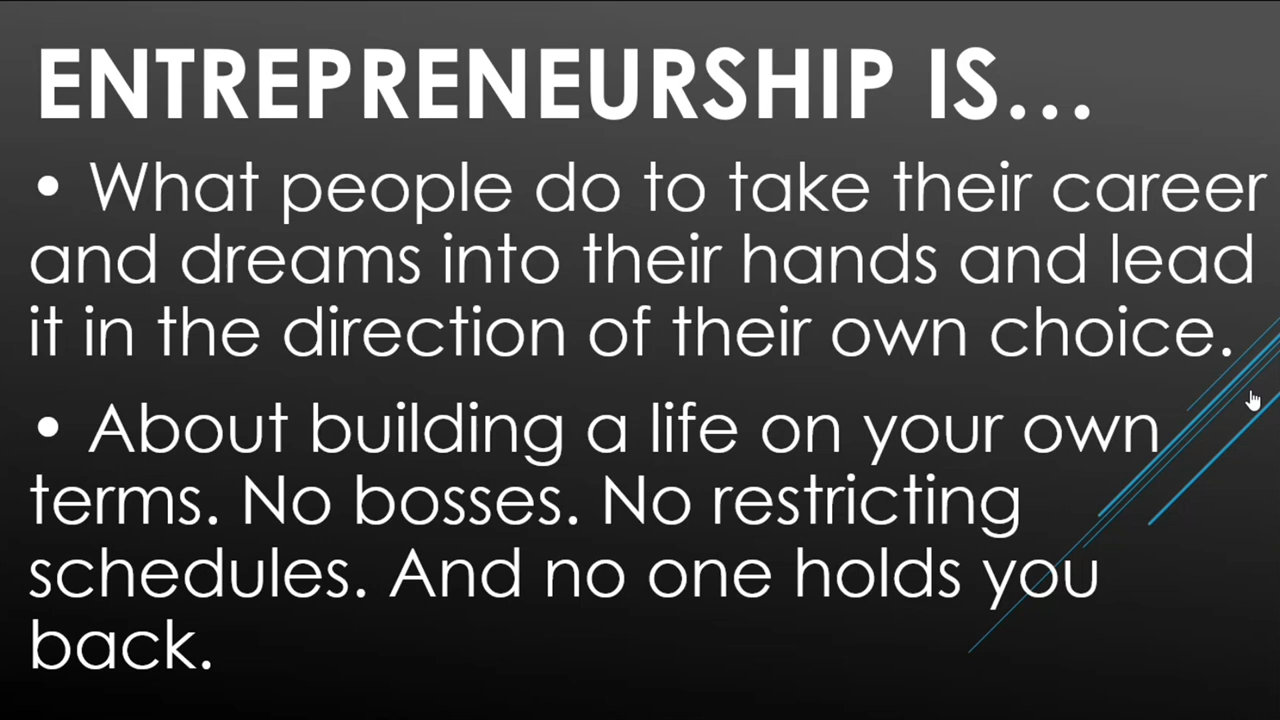 ENTREPRENEURSHIP IS...
• What people do to take their career
and dreams into their hands and lead
it in the direction of their own choice.
• About building a life on your own
terms. No bosses. No restricting
schedules. And no one holds you
back.